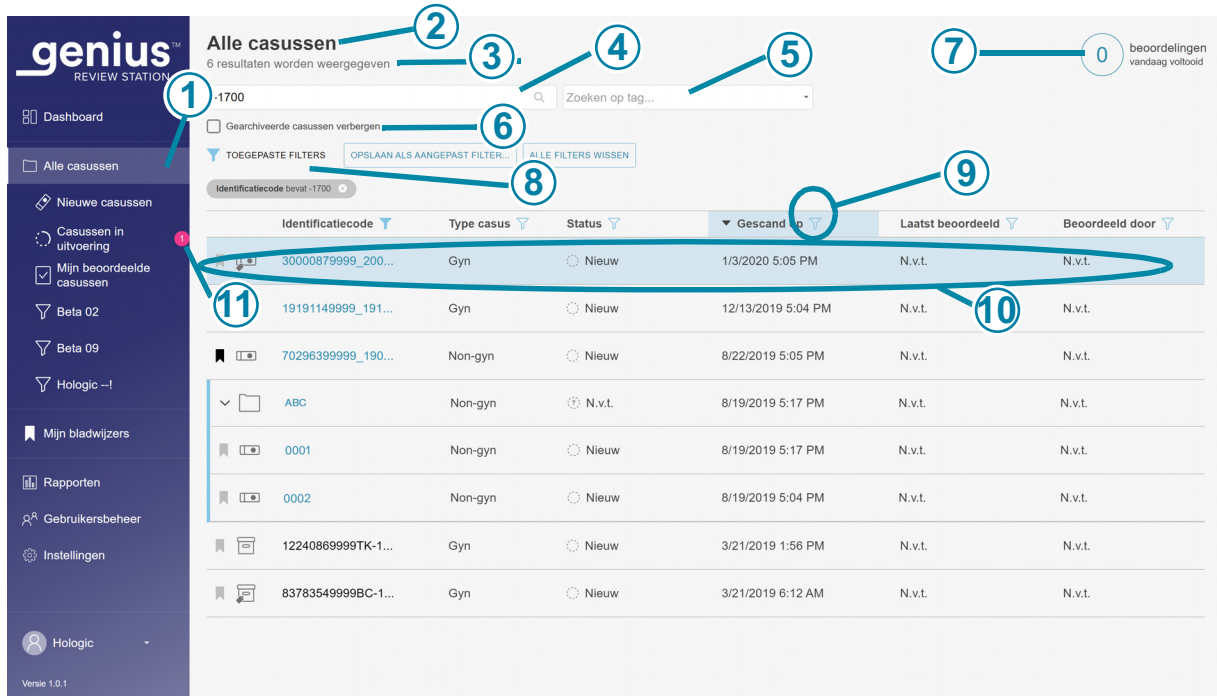 genius™
REVIEW STATION
Dashboard
Alle casussen
Nieuwe casussen
Casussen in
uitvoering
1
Mijn beoordeelde
casussen
Beta 02
Beta 09
Hologic --!
Mijn bladwijzers
Rapporten
Gebruikersbeheer
Instellingen
Hologic
Versie 1.0.1
1
11
Alle casussen
2
6 resultaten worden weergegeven
3
4
5
7
0
beoordelingen
vandaag voltooid
-1700
Zoeken op tag...
Gearchiveerde casussen verbergen
6
TOEGEPASTE FILTERS OPSLAAN ALS AANGEPAST FILTER... ALLE FILTERS WISSEN
8
9
Identificatiecode bevat -1700
Identificatiecode Type casus Status Gescand op Laatst beoordeeld Beoordeeld door
30000879999_200... Gyn Nieuw 1/3/2020 5:05 PM N.v.t. N.v.t.
10
19191149999_191... Gyn Nieuw 12/13/2019 5:04 PM N.v.t. N.v.t.
70296399999_190... Non-gyn Nieuw 8/22/2019 5:05 PM N.v.t. N.v.t.
ABC Non-gyn N.v.t. 8/19/2019 5:17 PM N.v.t. N.v.t.
0001 Non-gyn Nieuw 8/19/2019 5:17 PM N.v.t. N.v.t.
0002 Non-gyn Nieuw 8/19/2019 5:04 PM N.v.t. N.v.t.
12240869999TK-1... Gyn Nieuw 3/21/2019 1:56 PM N.v.t. N.v.t.
83783549999BC-1... Gyn Nieuw 3/21/2019 6:12 AM N.v.t. N.v.t.